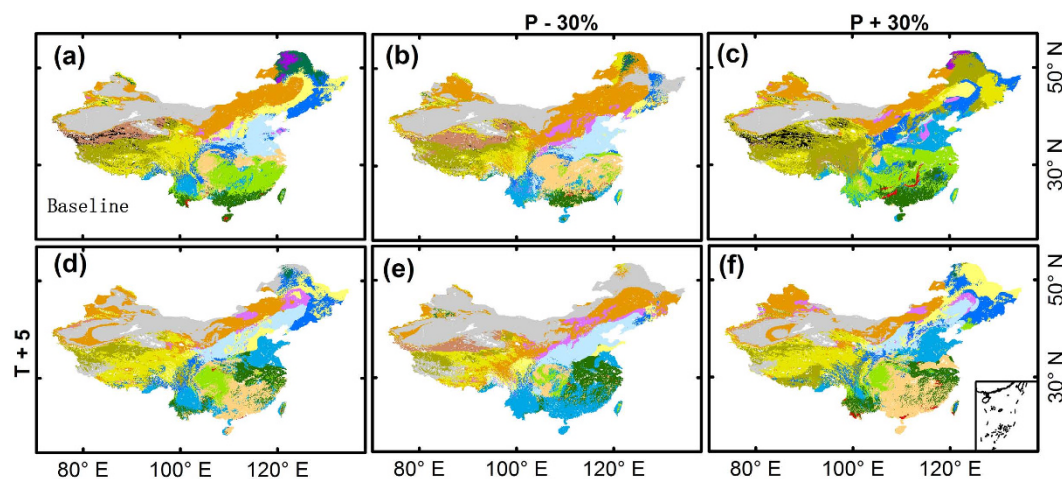 P - 30% P + 30%
(a) (b) (c)
50° N
30° N
Baseline
(d) (e) (f)
T + 5
50° N
30° N
80° E 100° E 120° E 80° E 100° E 120° E 80° E 100° E 120° E